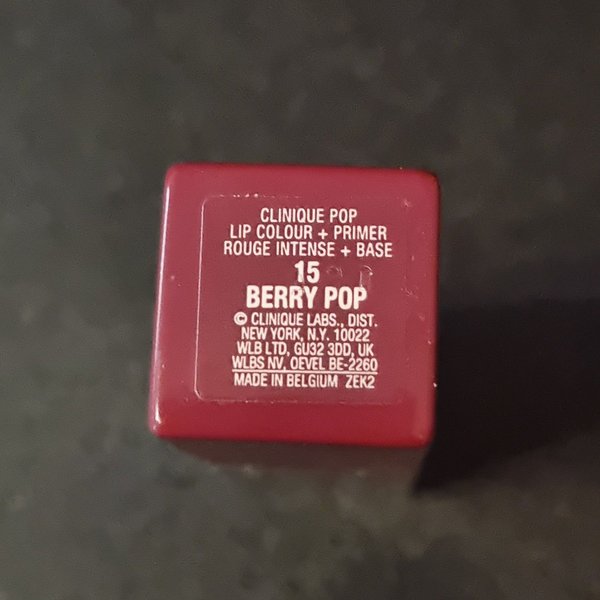 CLINIQUE POP
LIP COLOUR + PRIMER
ROUGE INTENSE + BASE
15
BERRY POP
© CLINIQUE LABS., DIST.
NEW YORK, N.Y. 10022
WLB LTD, GU32 3DD, UK
WLBS NV, OEVEL BE-2260
MADE IN BELGIUM ZEK2